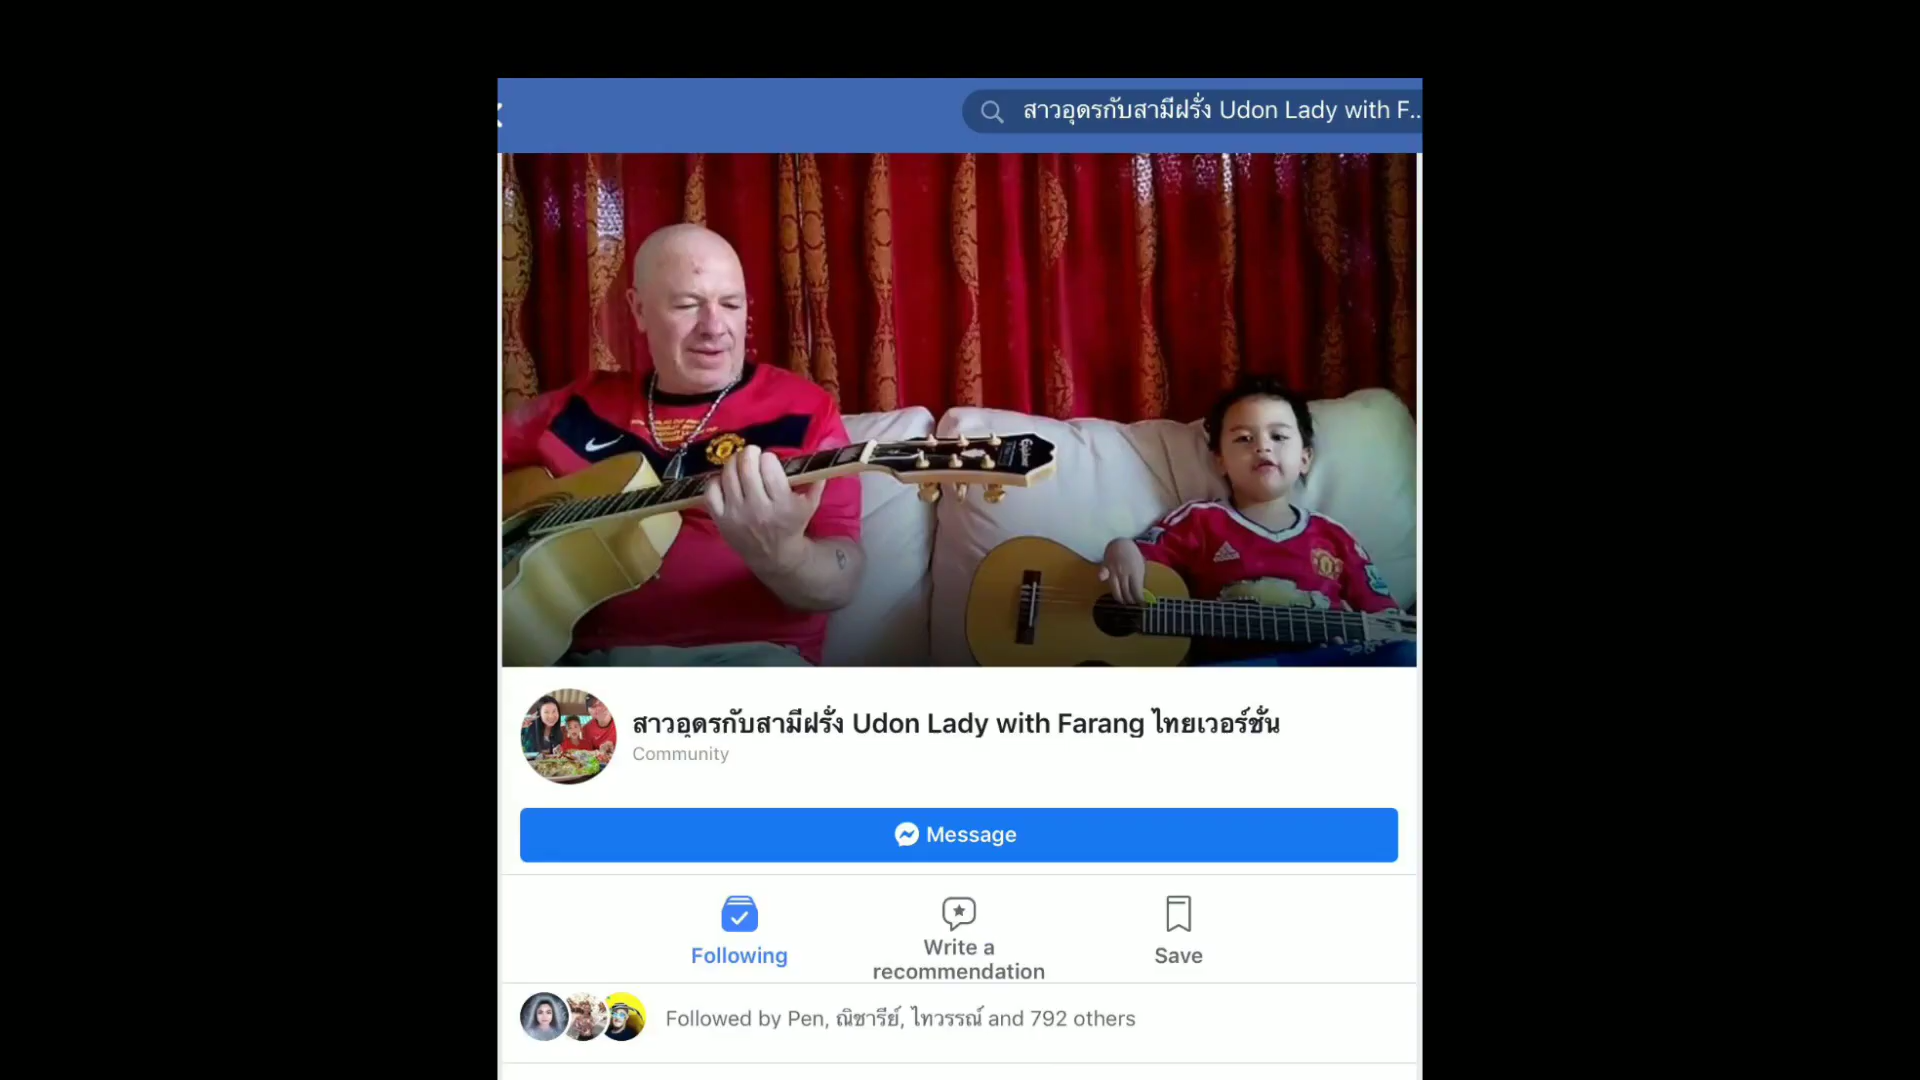 สาวอุดรกับสามีฝรั่ง Udon Lady with F...
สาวอุดรกับสามีฝรั่ง Udon Lady with Farang ไทยเวอร์ชั่น
Community
Message
Following
Write a
recommendation
Save
Followed by Pen, ณิชารีย์, ไทวรรณ์ and 792 others